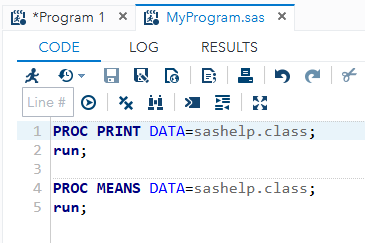 *Program 1 × MyProgram.sas ×
CODE LOG RESULTS
Line #
1 PROC PRINT DATA=sashelp.class;
2 run;
3
4 PROC MEANS DATA=sashelp.class;
5 run;